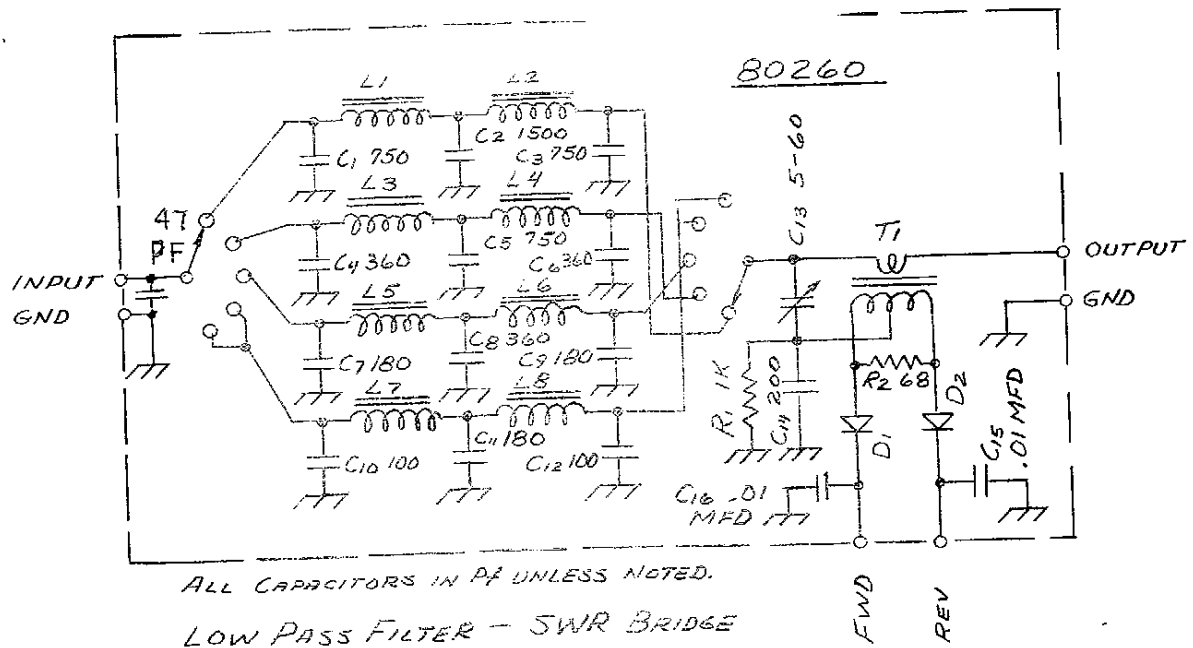 80260
L1
L2
C1 750
C2 1500
C3 750
C13 5-60
47
PF
L3
L4
C4 360
C5 750
C6 360
T1
INPUT
OUTPUT
GND
GND
L5
L6
C7 180
C8 360
C9 180
R1 1K
C14 200
R2 68
D1
D2
C15
.01 MFD
L7
L8
C10 100
C11 180
C12 100
C16 .01
MFD
FWD
REV
ALL CAPACITORS IN Pf UNLESS NOTED.
LOW PASS FILTER - SWR BRIDGE